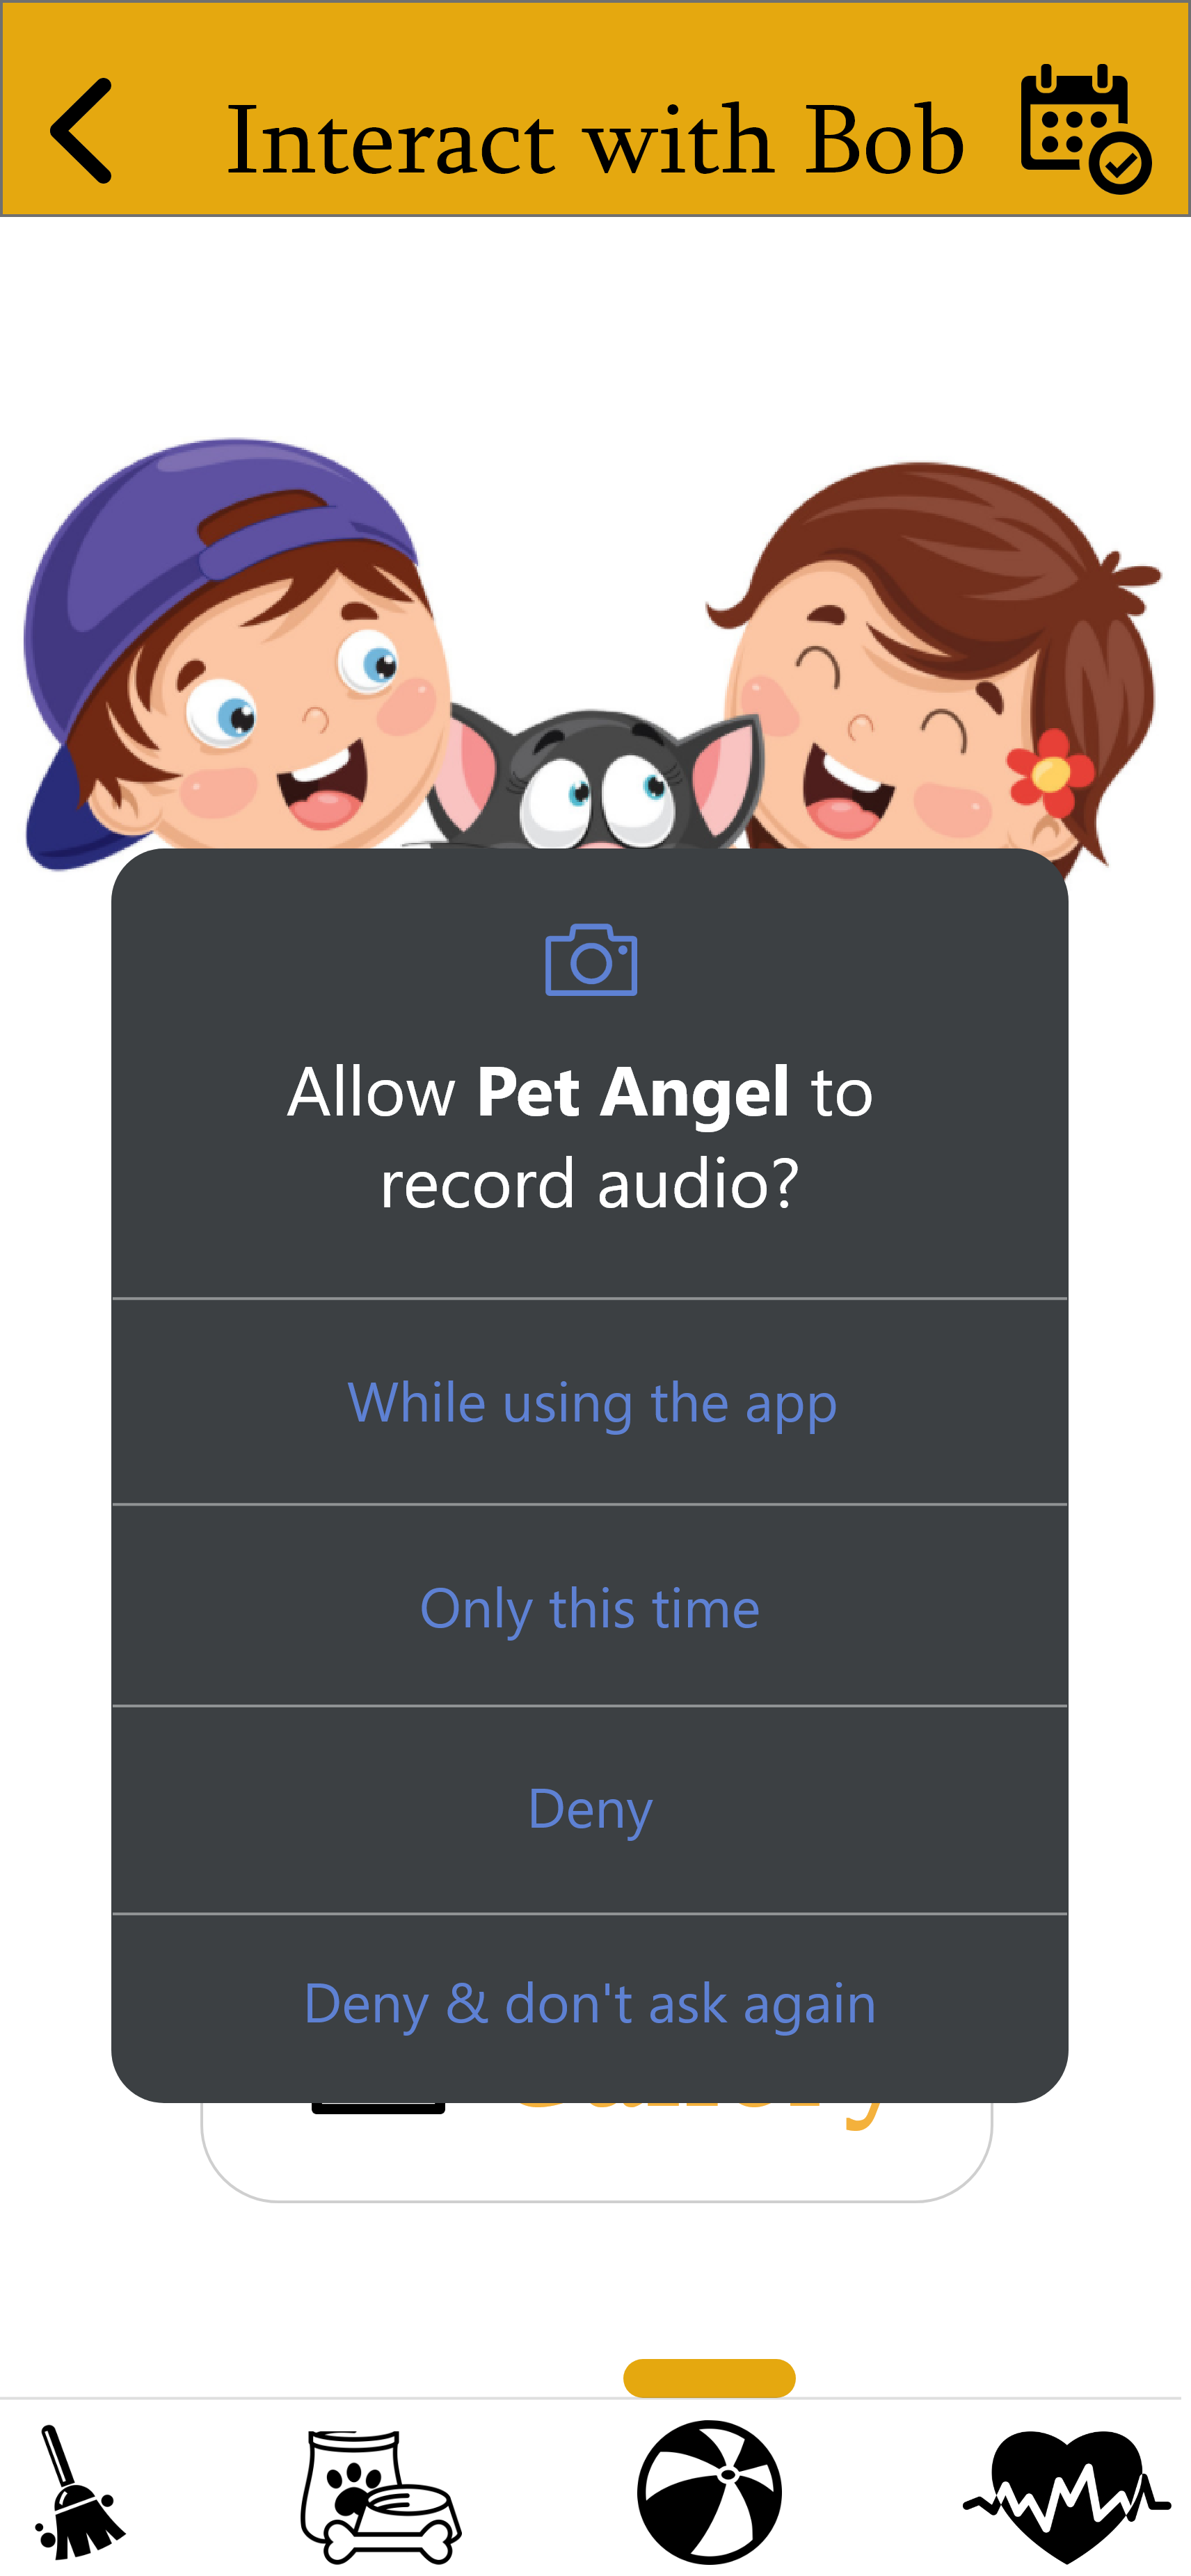 Interact with Bob
Allow Pet Angel to
record audio?
While using the app
Only this time
Deny
Deny & don't ask again